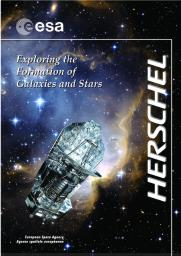 esa
Exploring the
Formation of
Galaxies and Stars
HERSCHEL
European Space Agency
Agence spatiale européenne